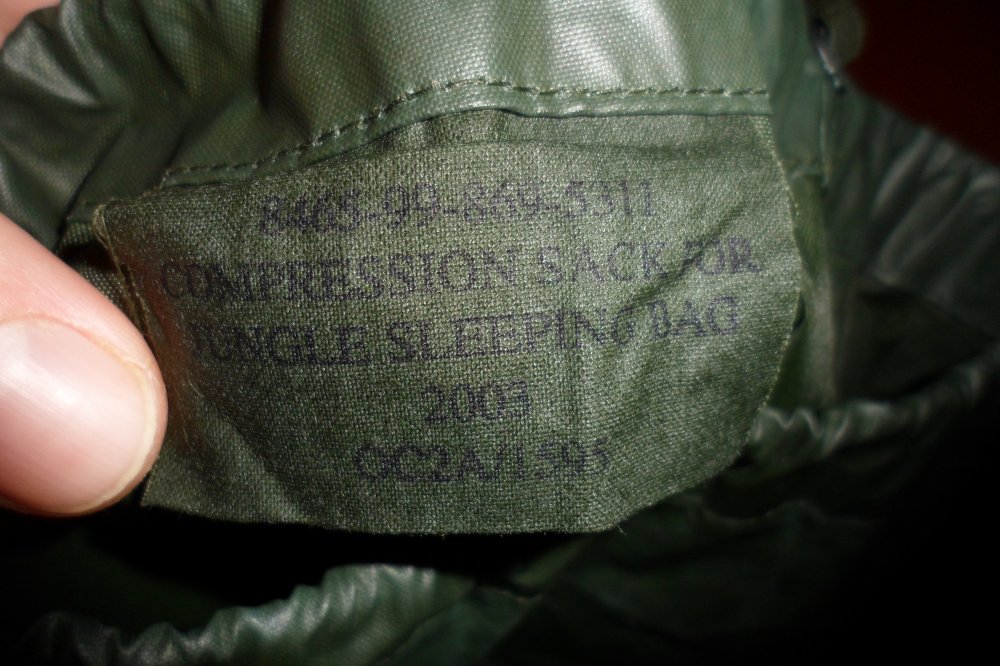 8465-99-869-5311
COMPRESSION SACK FOR
JUNGLE SLEEPING BAG
2003
QC2A/1595